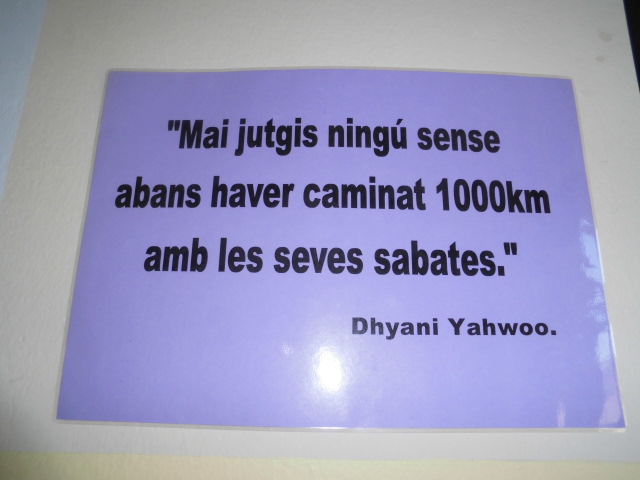 "Mai jutgis ningú sense
abans haver caminat 1000km
amb les seves sabates."
Dhyani Yahwoo.